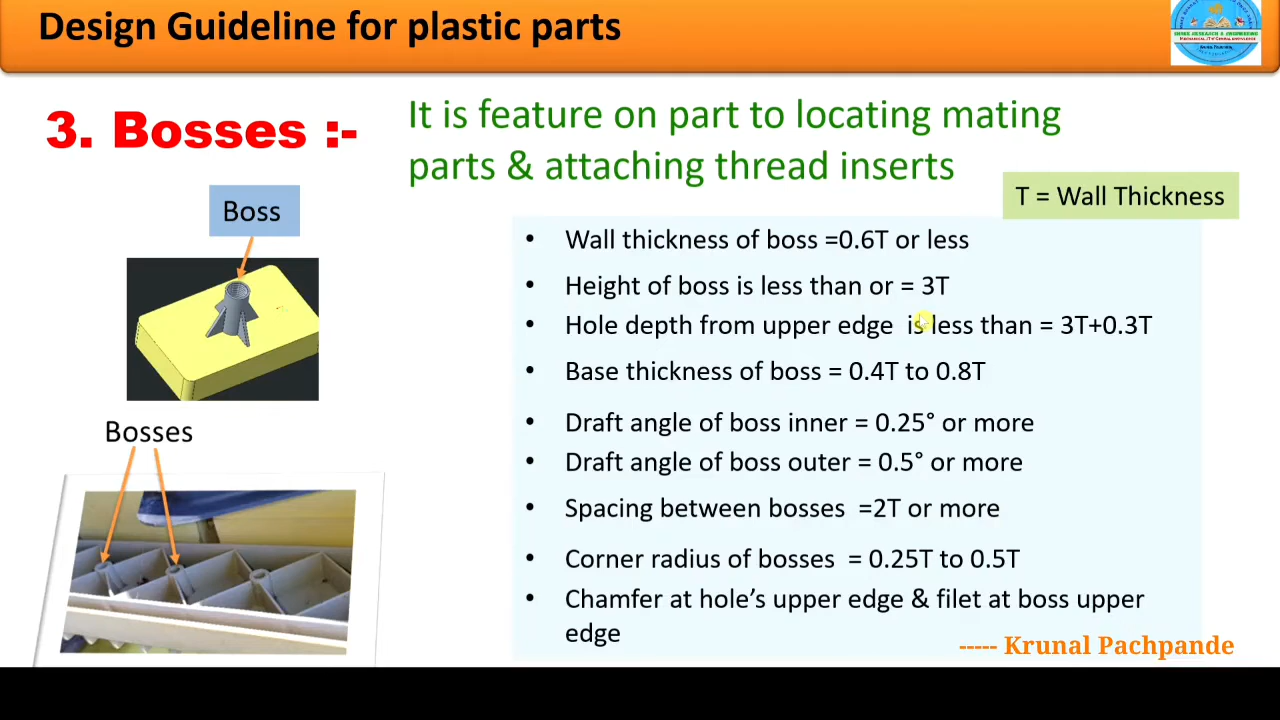 Design Guideline for plastic parts
3. Bosses :-
It is feature on part to locating mating
parts & attaching thread inserts
T = Wall Thickness
Boss
Bosses
• Wall thickness of boss =0.6T or less
• Height of boss is less than or = 3T
• Hole depth from upper edge is less than = 3T+0.3T
• Base thickness of boss = 0.4T to 0.8T
• Draft angle of boss inner = 0.25° or more
• Draft angle of boss outer = 0.5° or more
• Spacing between bosses =2T or more
• Corner radius of bosses = 0.25T to 0.5T
• Chamfer at hole's upper edge & filet at boss upper
edge
----- Krunal Pachpande